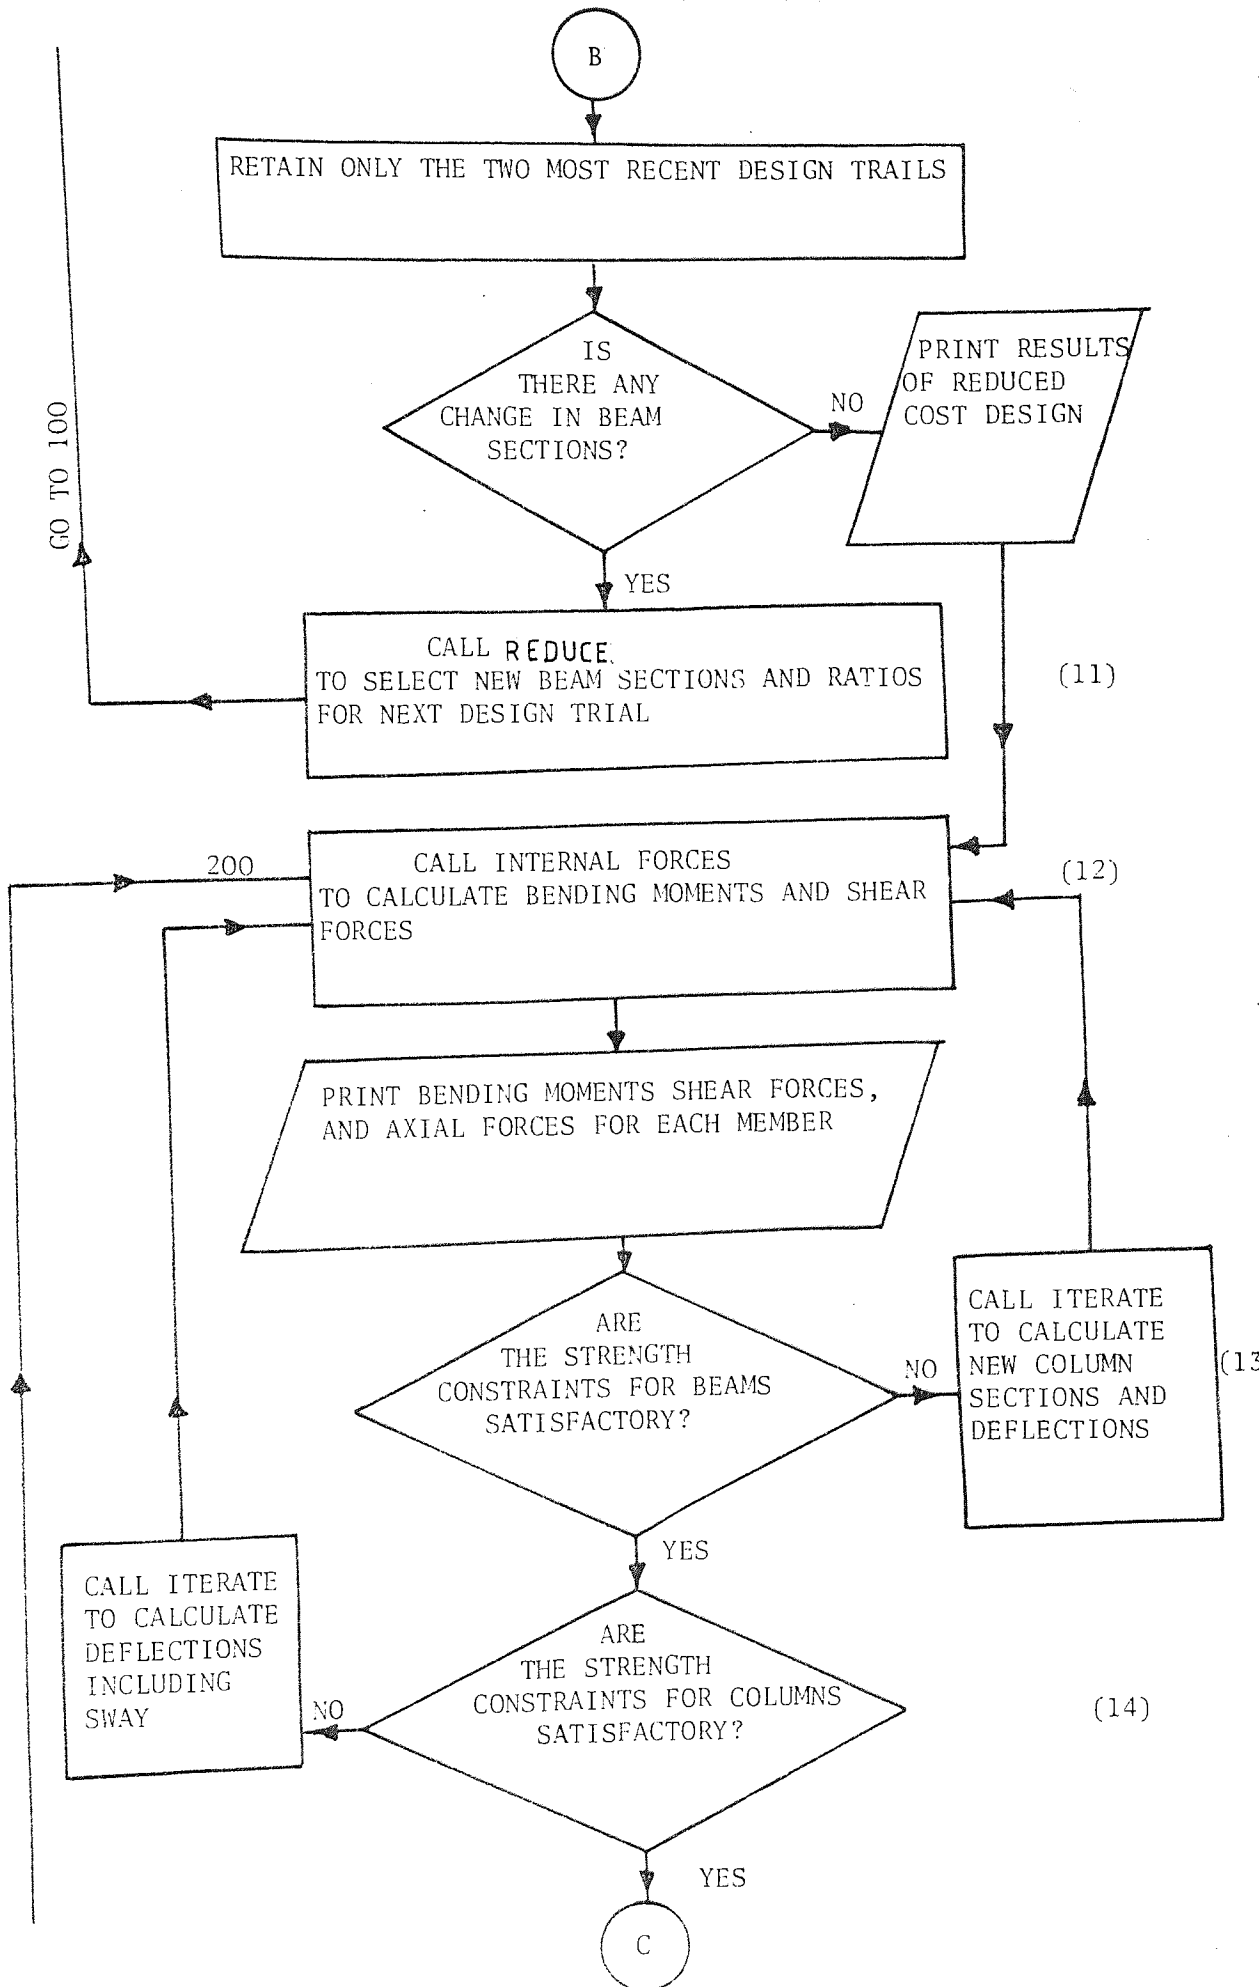 B
RETAIN ONLY THE TWO MOST RECENT DESIGN TRAILS
IS
THERE ANY
CHANGE IN BEAM
SECTIONS?
NO
PRINT RESULTS
OF REDUCED
COST DESIGN
GO TO 100
YES
CALL REDUCE
TO SELECT NEW BEAM SECTIONS AND RATIOS
FOR NEXT DESIGN TRIAL
(11)
200
CALL INTERNAL FORCES
TO CALCULATE BENDING MOMENTS AND SHEAR
FORCES
(12)
PRINT BENDING MOMENTS SHEAR FORCES,
AND AXIAL FORCES FOR EACH MEMBER
ARE
THE STRENGTH
CONSTRAINTS FOR BEAMS
SATISFACTORY?
NO
CALL ITERATE
TO CALCULATE
NEW COLUMN
SECTIONS AND
DEFLECTIONS
(13
YES
CALL ITERATE
TO CALCULATE
DEFLECTIONS
INCLUDING
SWAY
NO
ARE
THE STRENGTH
CONSTRAINTS FOR COLUMNS
SATISFACTORY?
(14)
YES
C